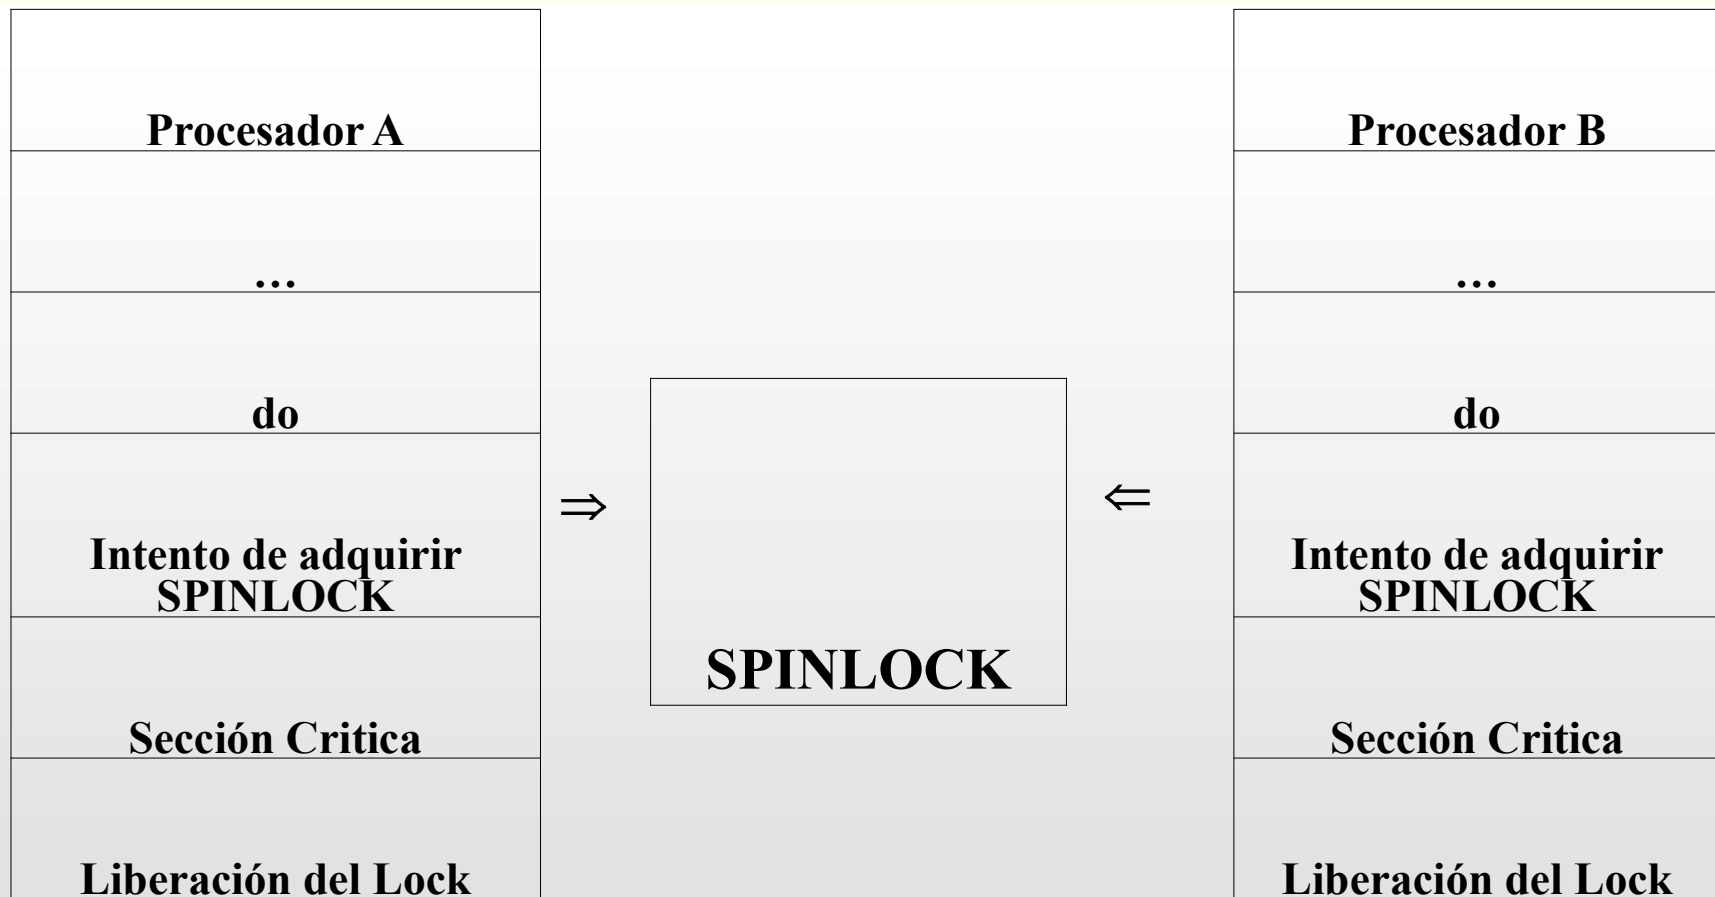 Procesador A
...
do
Intento de adquirir
SPINLOCK
Sección Critica
Liberación del Lock
⇒
SPINLOCK
⇐
Procesador B
...
do
Intento de adquirir
SPINLOCK
Sección Critica
Liberación del Lock